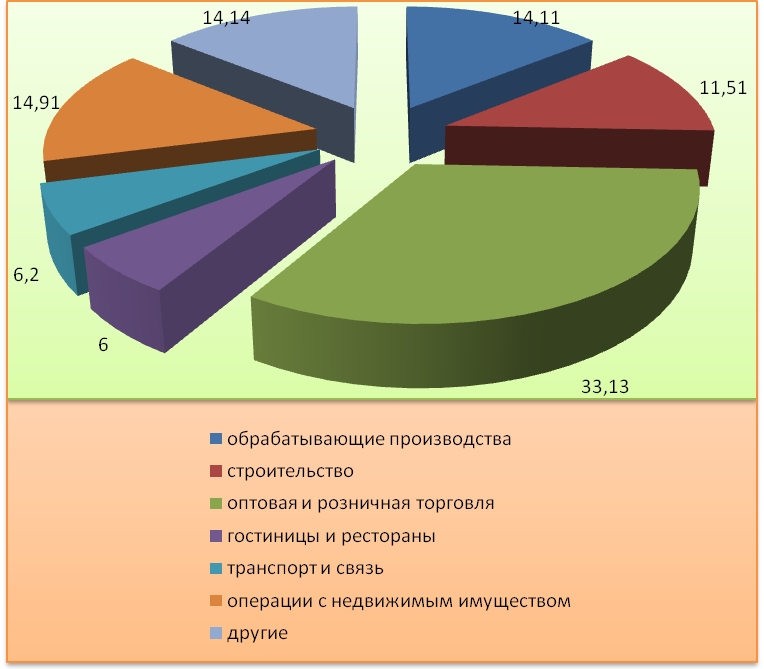 14,14
14,11
11,51
14,91
6,2
6
33,13
обрабатывающие производства
строительство
оптовая и розничная торговля
гостиницы и рестораны
транспорт и связь
операции с недвижимым имуществом
другие